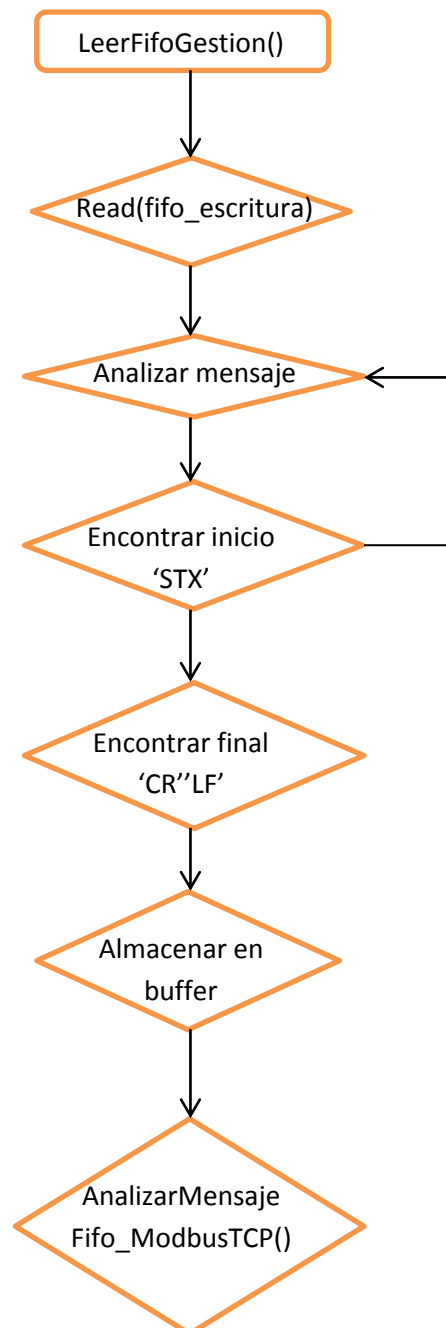 LeerFifoGestion()
Read(fifo_escritura)
Analizar mensaje
Encontrar inicio
‘STX’
Encontrar final
‘CR’’LF’
Almacenar en
buffer
AnalizarMensaje
Fifo_ModbusTCP()